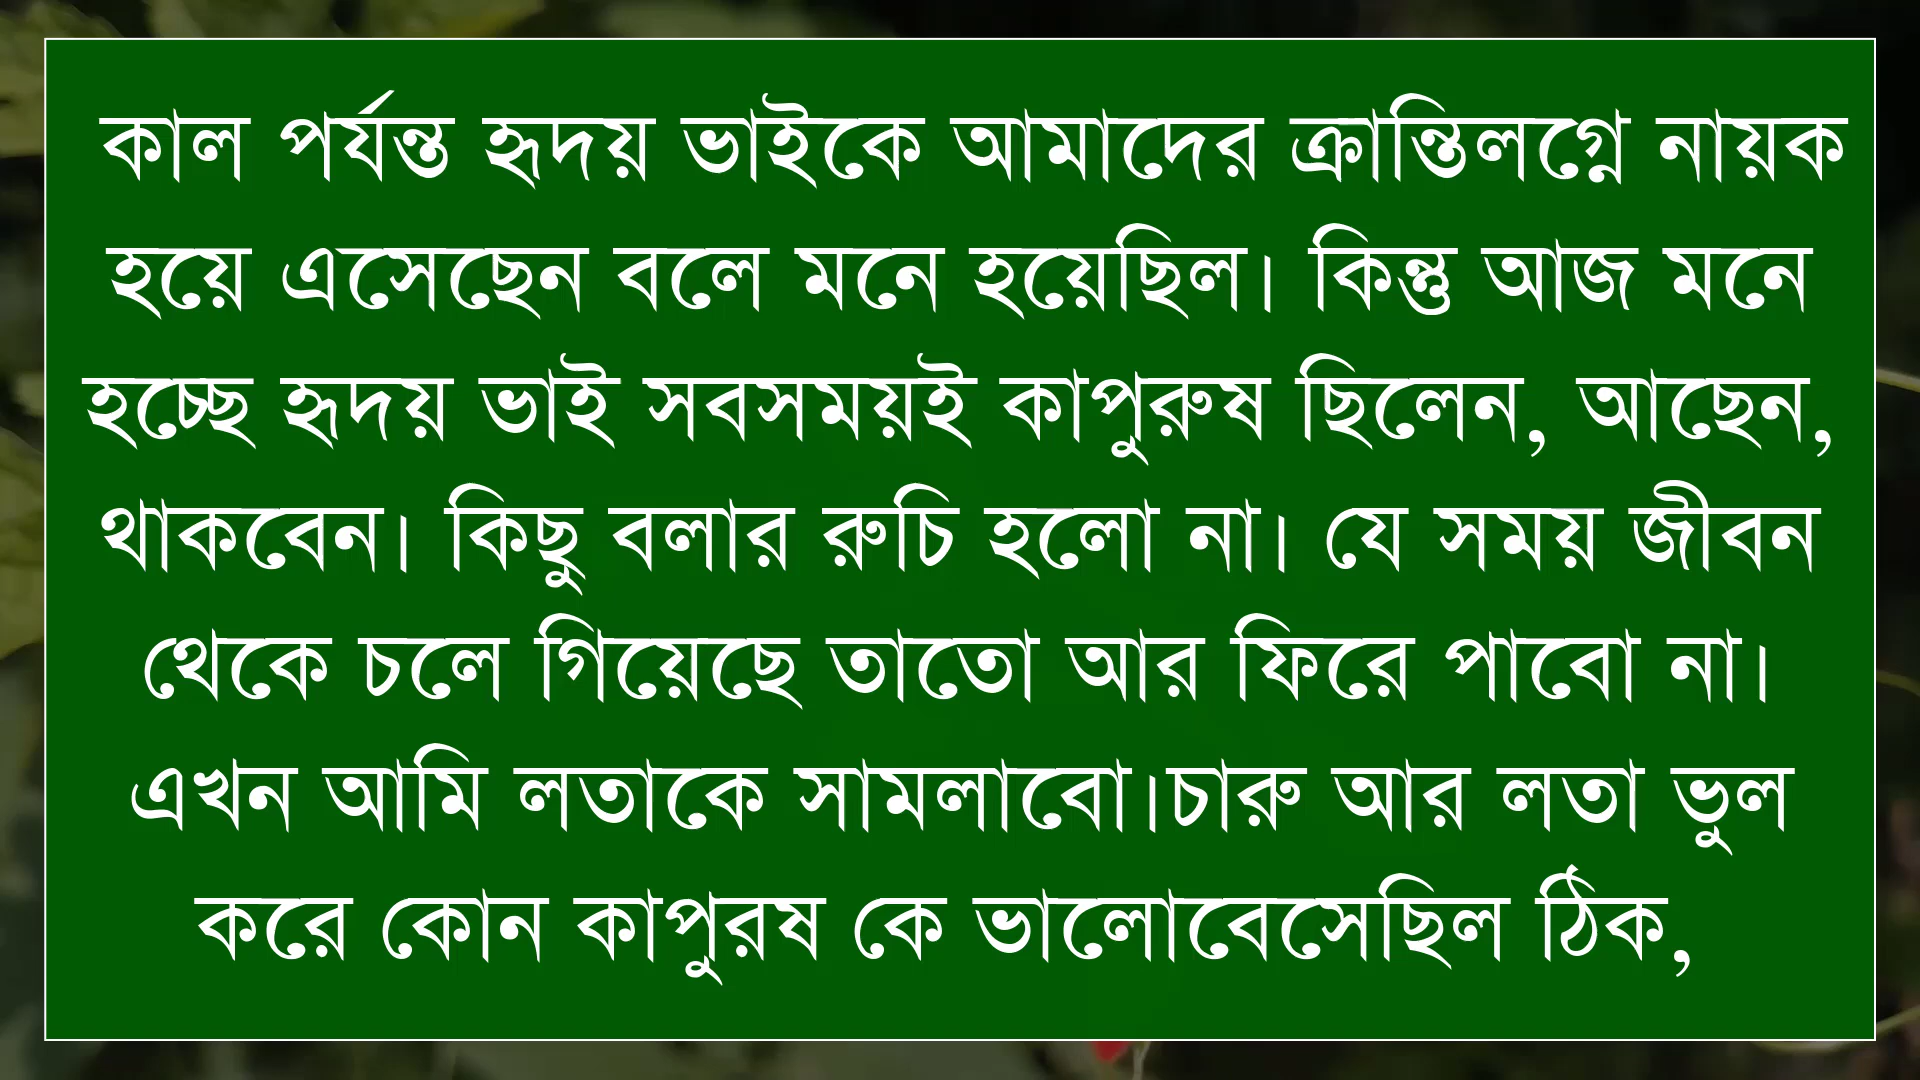 কাল পর্যন্ত হৃদয় ভাইকে আমাদের ক্রান্তিলগ্নে নায়ক
হয়ে এসেছেন বলে মনে হয়েছিল। কিন্তু আজ মনে
হচ্ছে হৃদয় ভাই সবসময়ই কাপুরুষ ছিলেন, আছেন,
থাকবেন। কিছু বলার রুচি হলো না। যে সময় জীবন
থেকে চলে গিয়েছে তাতো আর ফিরে পাবো না।
এখন আমি লতাকে সামলাবো।চারু আর লতা ভুল
করে কোন কাপুরষ কে ভালোবেসেছিল ঠিক,